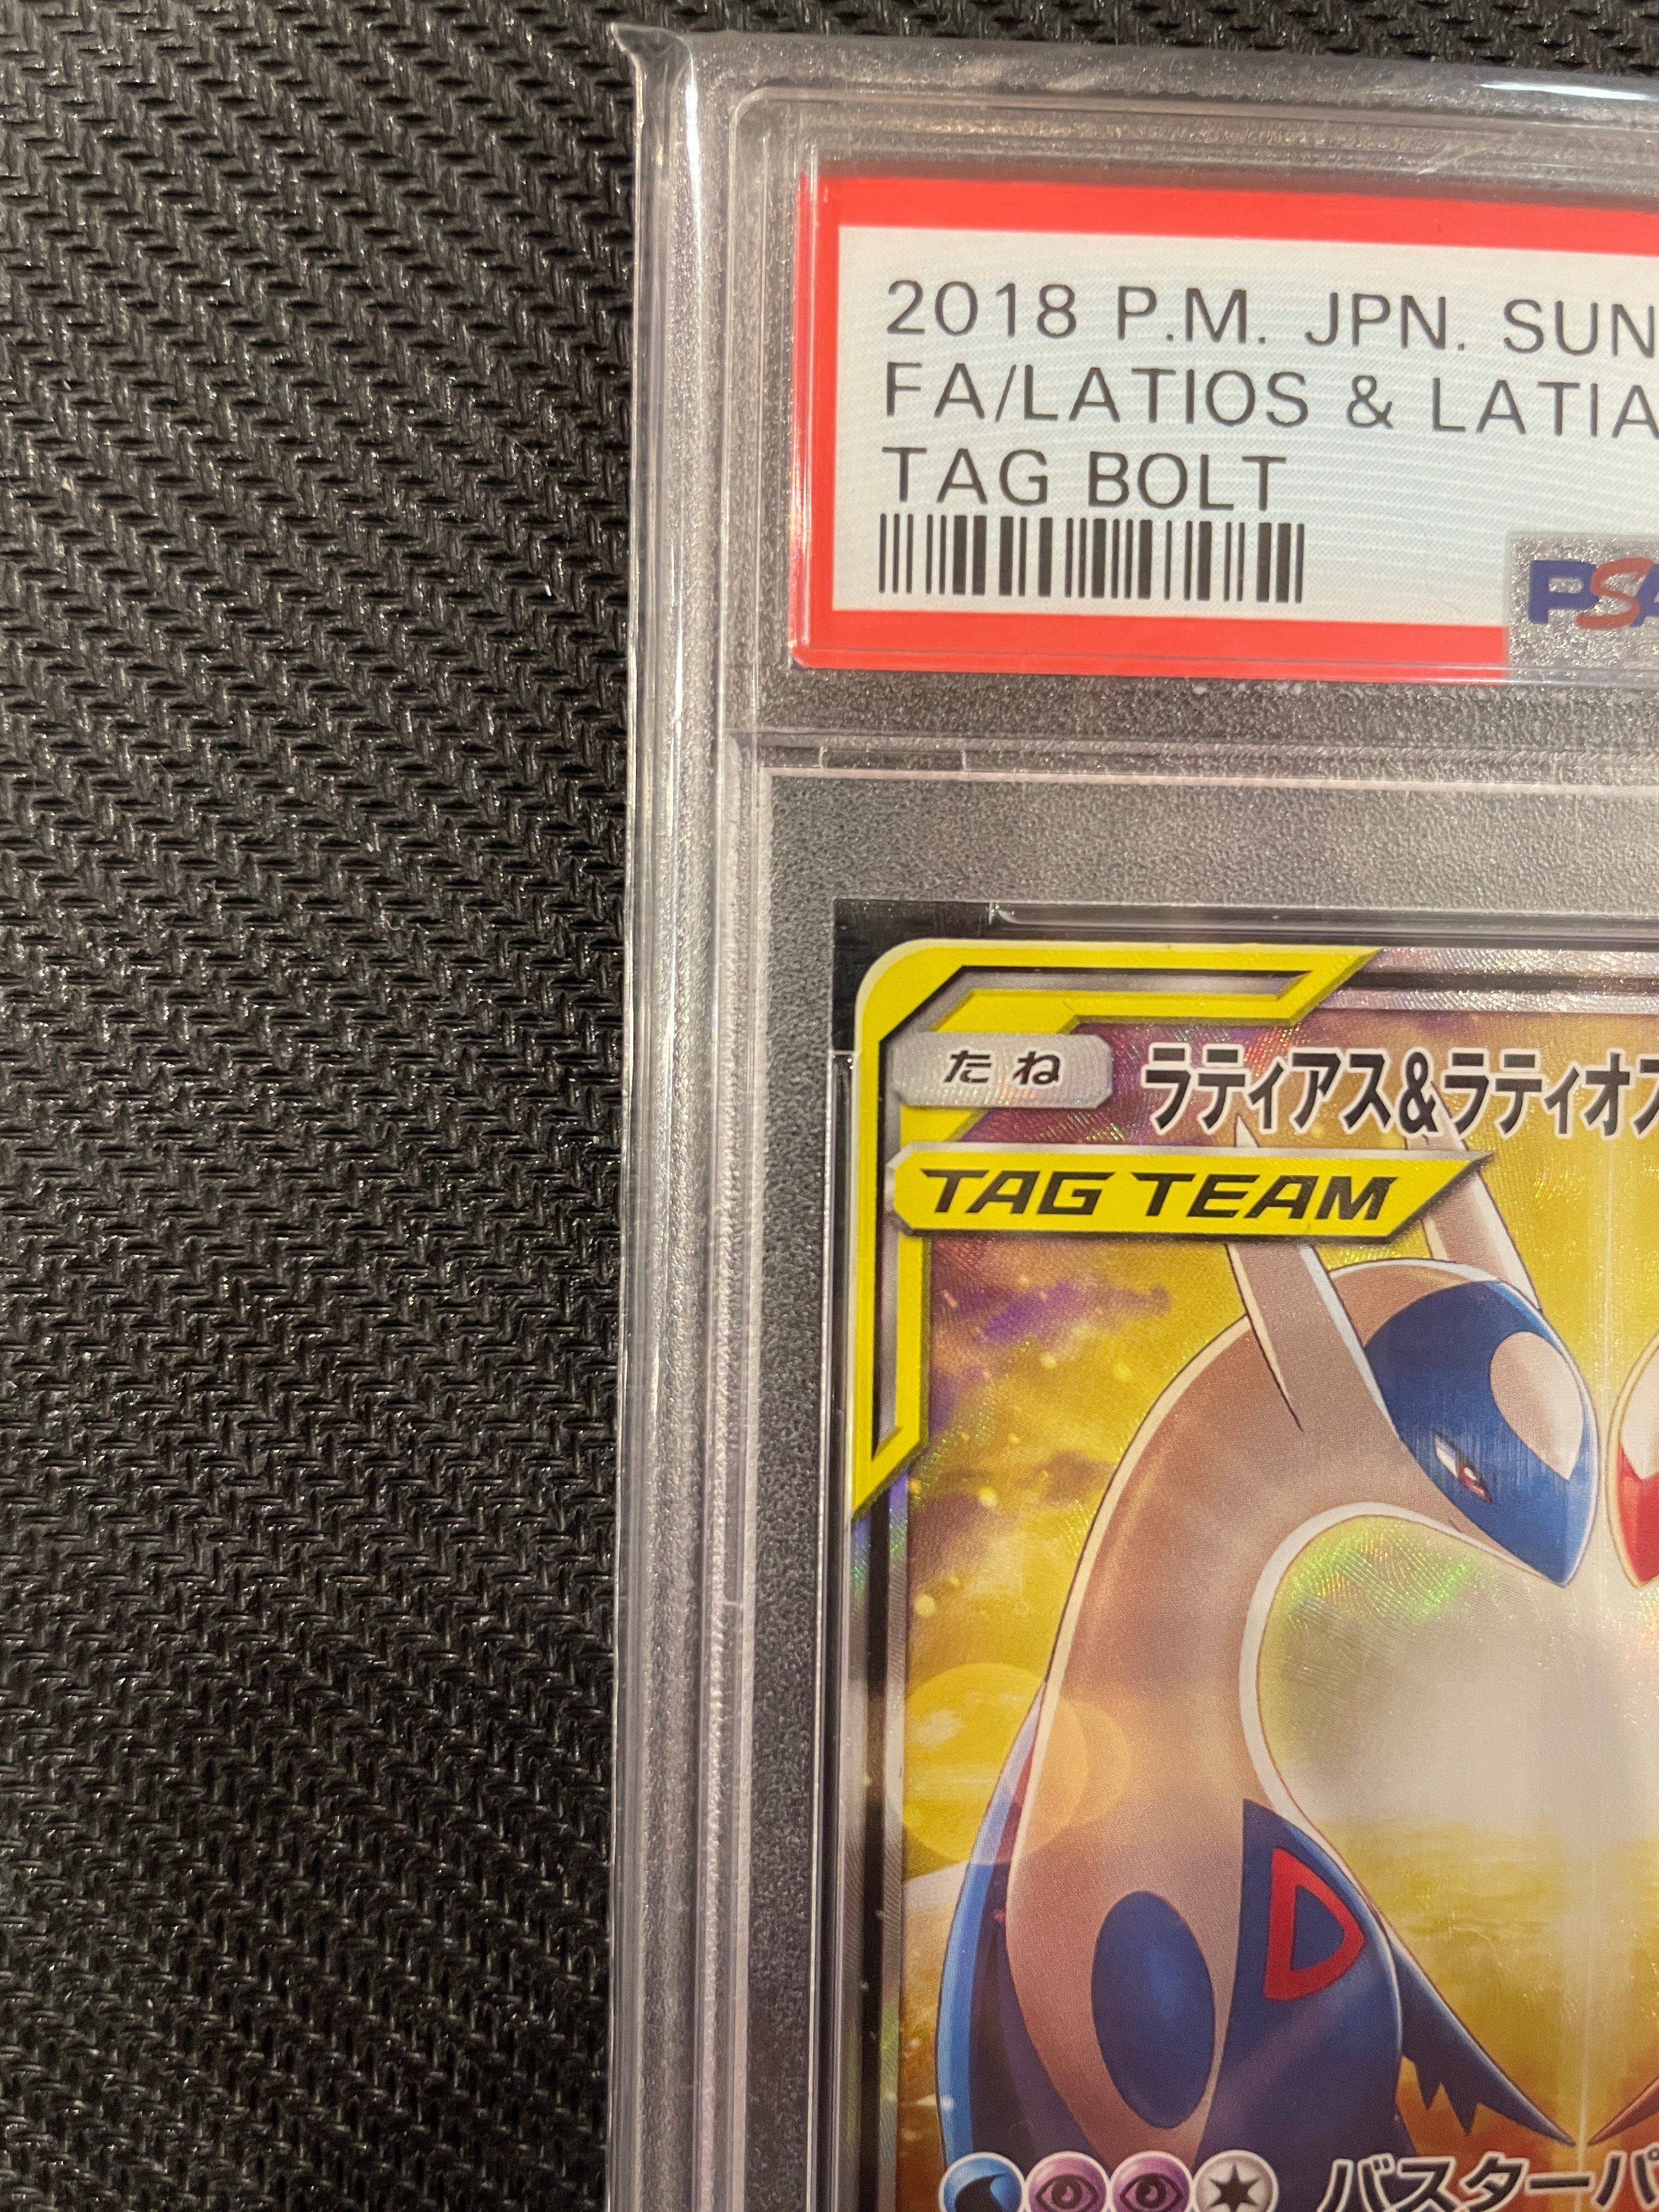 2018 P.M. JPN. SUN
FA/LATIOS & LATIA
TAG BOLT
PSA
たね
ラティアス&ラティオス
TAG TEAM
バスターパ